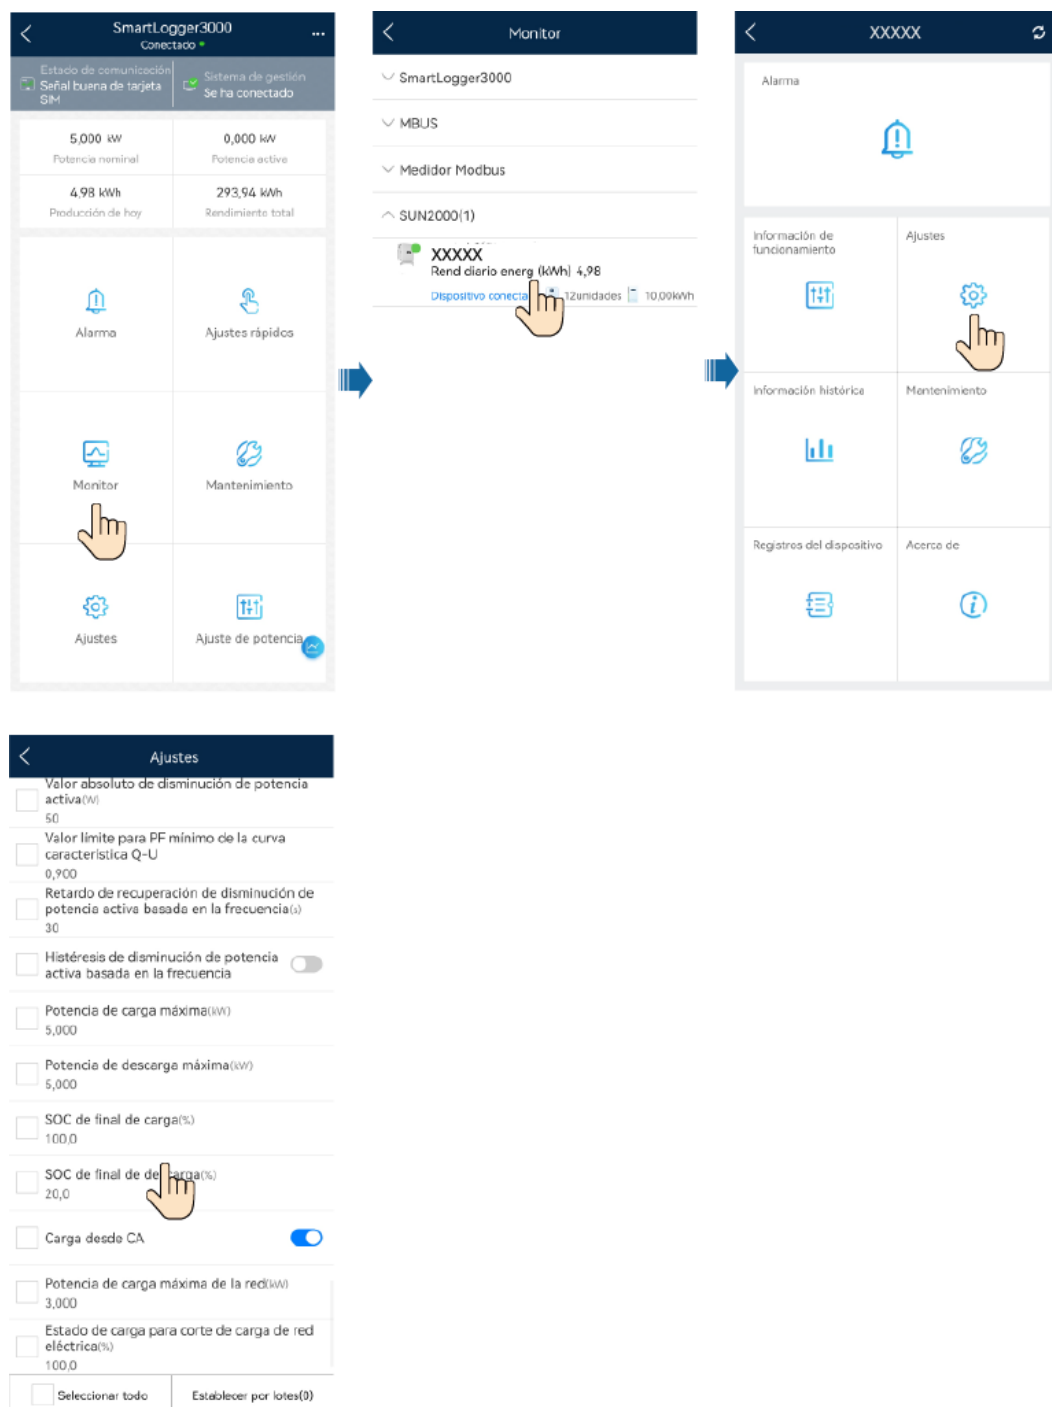 SmartLogger3000
Conectado
Estado de comunicación
Señal buena de tarjeta
SIM
Sistema de gestión
Se ha conectado
5,000 kW
Potencia nominal
0,000 kW
Potencia activa
4,98 kWh
Producción de hoy
293,94 kWh
Rendimiento total
Alarma
Ajustes rápidos
Monitor
Mantenimiento
Ajustes
Ajuste de potencia
Monitor
SmartLogger3000
MBUS
Medidor Modbus
SUN2000(1)
XXXXX
Rend diario energ (kWh) 4,98
Dispositivo conecta 12unidades 10,00kWh
XXXXX
Alarma
Información de
funcionamiento
Ajustes
Información histórica
Mantenimiento
Registros del dispositivo
Acerca de
Ajustes
Valor absoluto de disminución de potencia
activa(W)
50
Valor límite para PF mínimo de la curva
característica Q-U
0,900
Retardo de recuperación de disminución de
potencia activa basada en la frecuencia(s)
30
Histéresis de disminución de potencia
activa basada en la frecuencia
Potencia de carga máxima(kW)
5,000
Potencia de descarga máxima(kW)
5,000
SOC de final de carga(%)
100,0
SOC de final de de carga(%)
20,0
Carga desde CA
Potencia de carga máxima de la red(kW)
3,000
Estado de carga para corte de carga de red
eléctrica(%)
100,0
Seleccionar todo
Establecer por lotes(0)